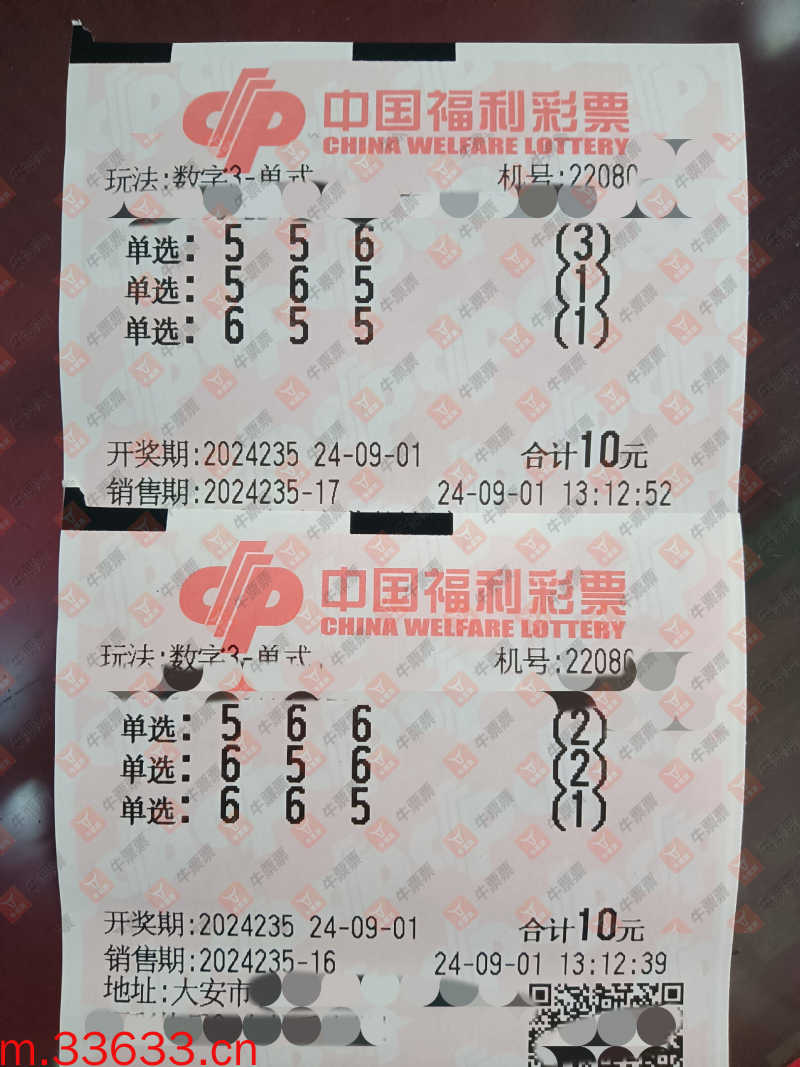 中国福利彩票
CHINA WELFARE LOTTERY
玩法:数字3-单式
机号:22080
单选: 5 5 6 (3)
单选: 5 6 5 (1)
单选: 6 5 5 (1)
开奖期:2024235 24-09-01 合计10元
销售期:2024235-17 24-09-01 13:12:52
中国福利彩票
CHINA WELFARE LOTTERY
玩法:数字3-单式
机号:22080
单选: 5 6 6 (2)
单选: 6 5 6 (2)
单选: 6 6 5 (1)
开奖期:2024235 24-09-01 合计10元
销售期:2024235-16 24-09-01 13:12:39
地址:大安市
m.33633.cn
牛票票